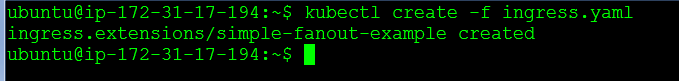 ubuntu@ip-172-31-17-194:~$ kubectl create -f ingress.yaml
ingress.extensions/simple-fanout-example created
ubuntu@ip-172-31-17-194:~$